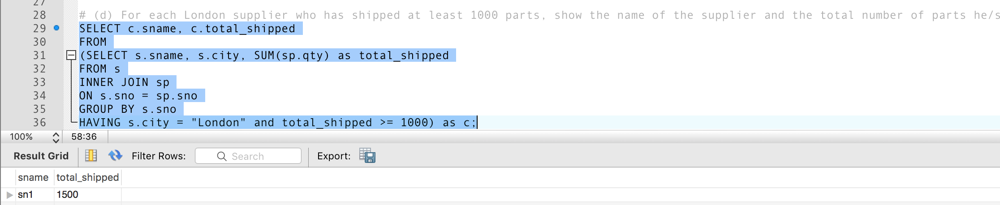 27
28 # (d) For each London supplier who has shipped at least 1000 parts, show the name of the supplier and the total number of parts he/s
29 SELECT c.sname, c.total_shipped
30 FROM
31 (SELECT s.sname, s.city, SUM(sp.qty) as total_shipped
32 FROM s
33 INNER JOIN sp
34 ON s.sno = sp.sno
35 GROUP BY s.sno
36 HAVING s.city = "London" and total_shipped >= 1000) as c;
100% 58:36
Result Grid Filter Rows: Search Export:
sname total_shipped
sn1 1500